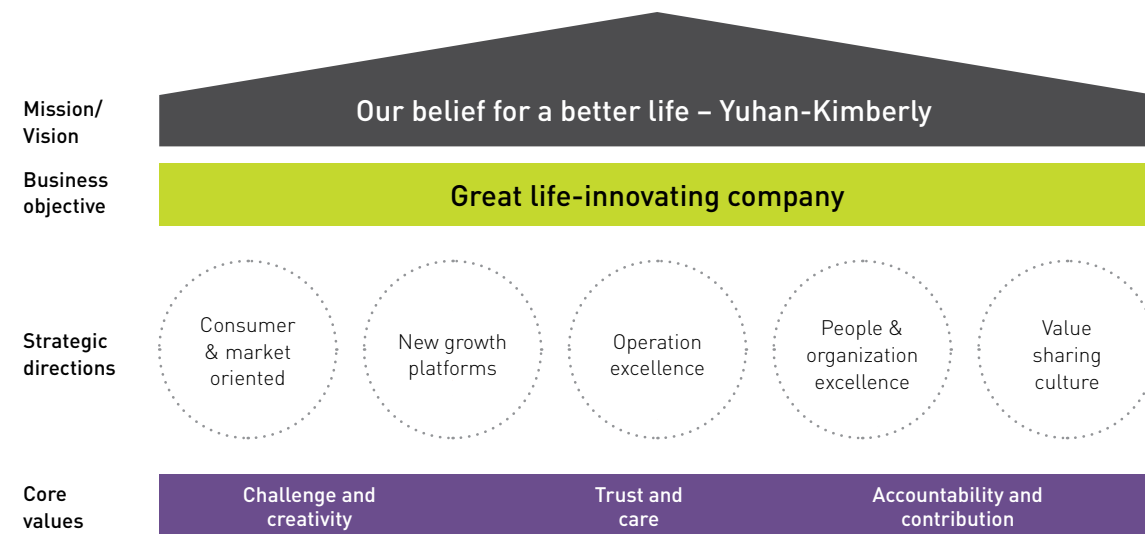 Mission/
Vision
Our belief for a better life – Yuhan-Kimberly
Business
objective
Great life-innovating company
Strategic
directions
Consumer
& market
oriented
New growth
platforms
Operation
excellence
People &
organization
excellence
Value
sharing
culture
Core
values
Challenge and
creativity
Trust and
care
Accountability and
contribution